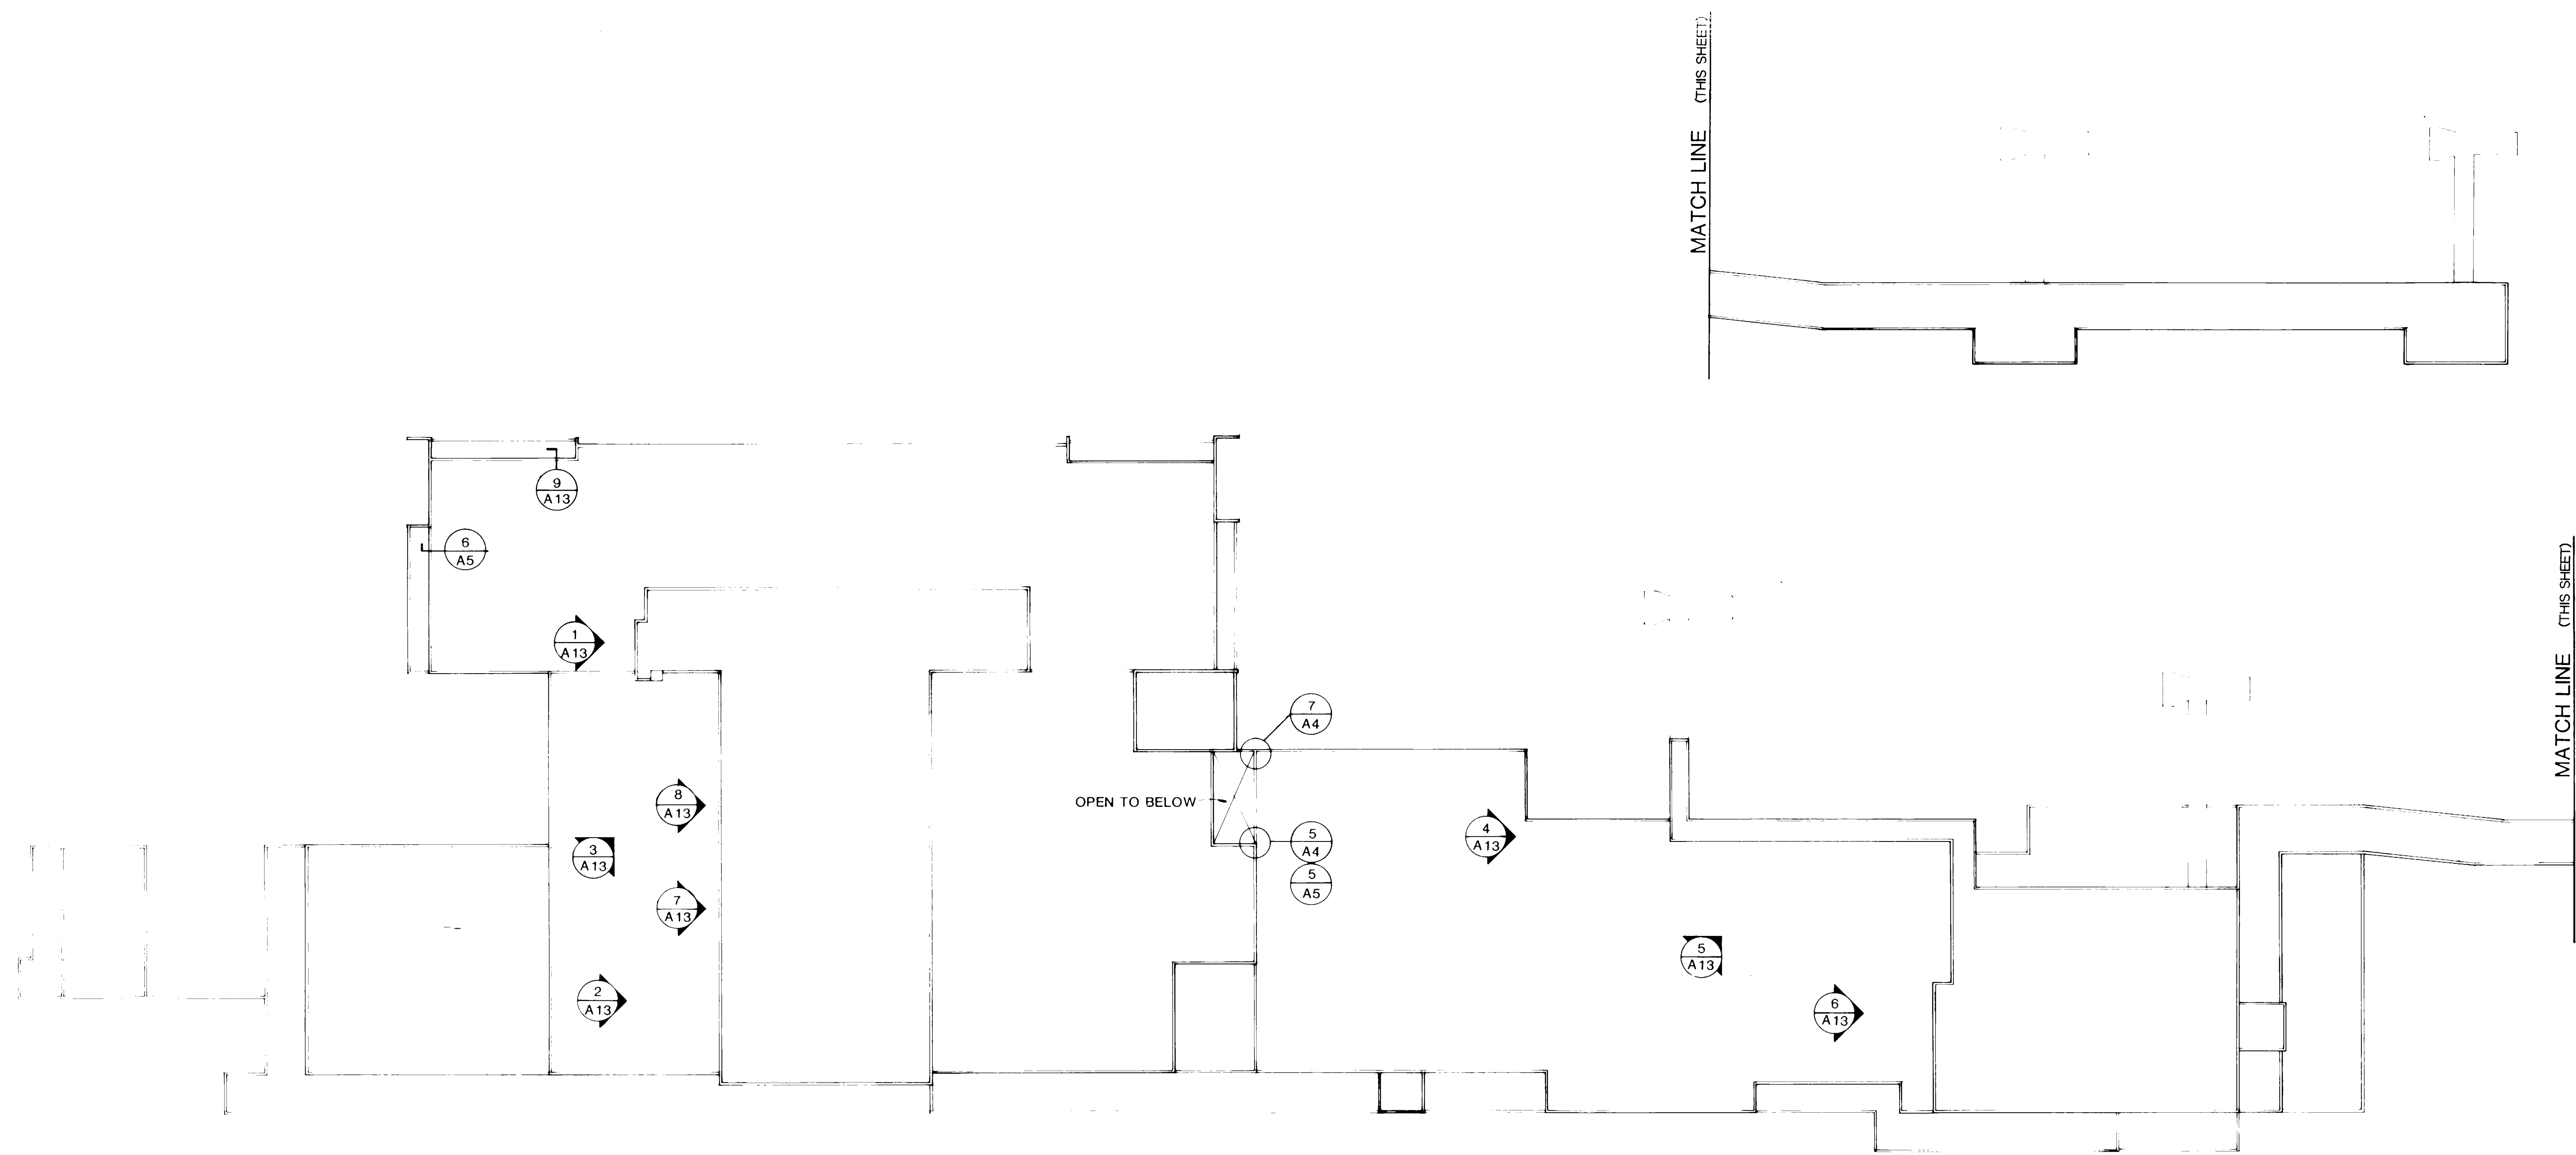 MATCH LINE (THIS SHEET)
9
A13
6
A5
1
A13
MATCH LINE (THIS SHEET)
7
A4
8
A13
OPEN TO BELOW
5
A4
4
A13
3
A13
5
A5
7
A13
5
A13
2
A13
6
A13